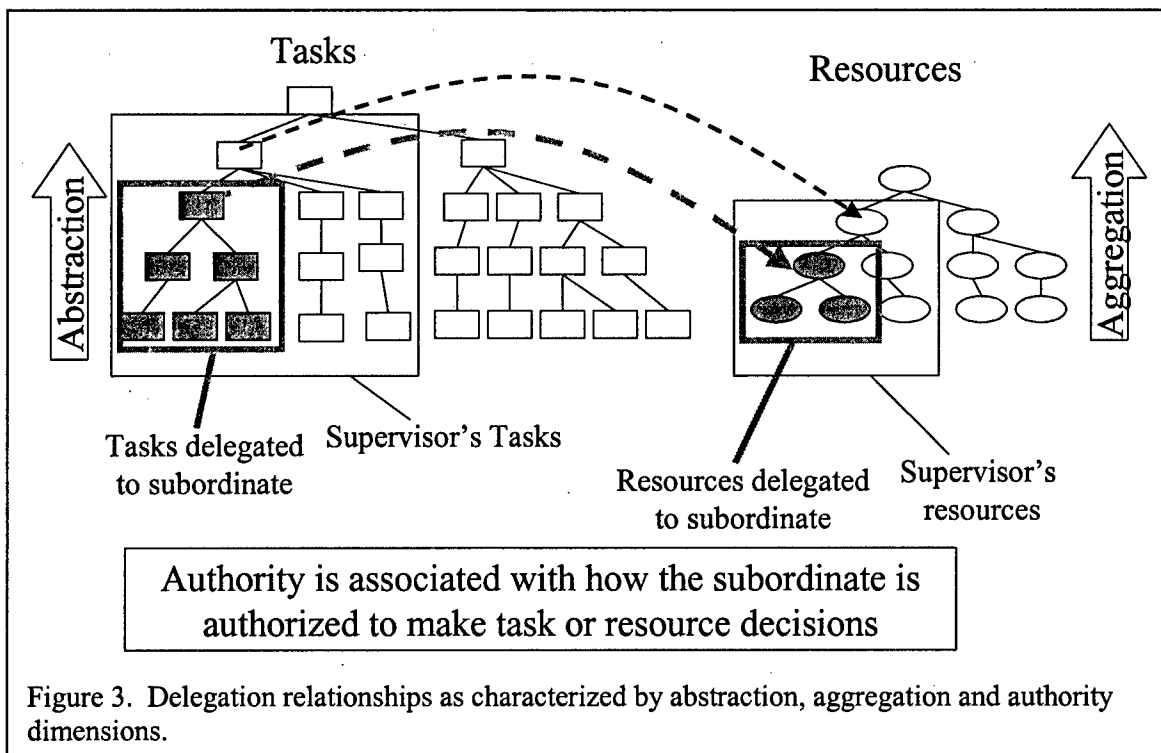 Tasks
Resources
Abstraction
Aggregation
Tasks delegated
to subordinate
Supervisor's Tasks
Resources delegated
to subordinate
Supervisor's
resources
Authority is associated with how the subordinate is
authorized to make task or resource decisions
Figure 3.  Delegation relationships as characterized by abstraction, aggregation and authority
dimensions.